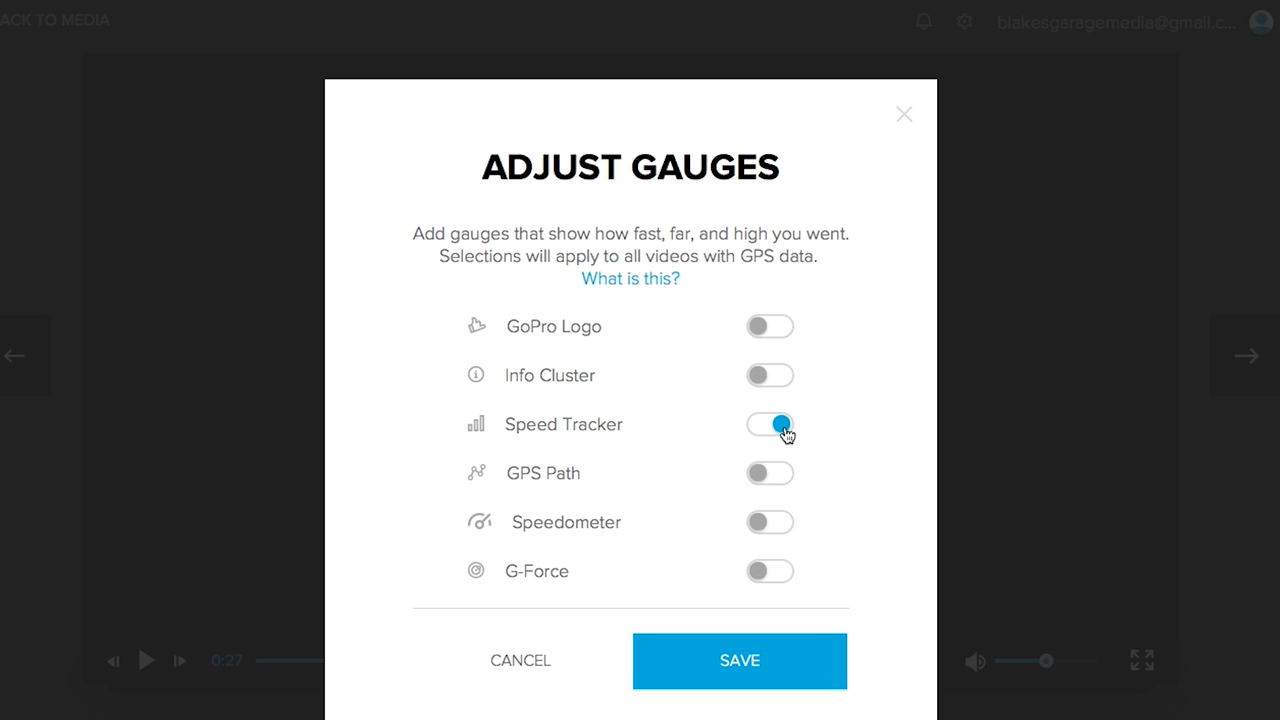 ACK TO MEDIA
blakesgaragemedia@gmail.c...
ADJUST GAUGES
Add gauges that show how fast, far, and high you went.
Selections will apply to all videos with GPS data.
What is this?
GoPro Logo
Info Cluster
Speed Tracker
GPS Path
Speedometer
G-Force
0:27
CANCEL
SAVE